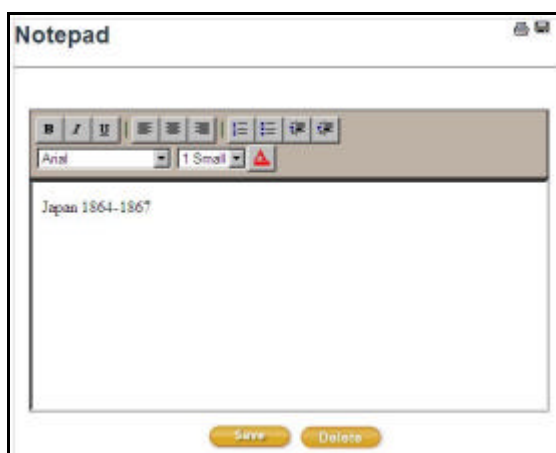 Notepad
B I U
Arial 1 Small A
Japan 1864-1867
Save Delete